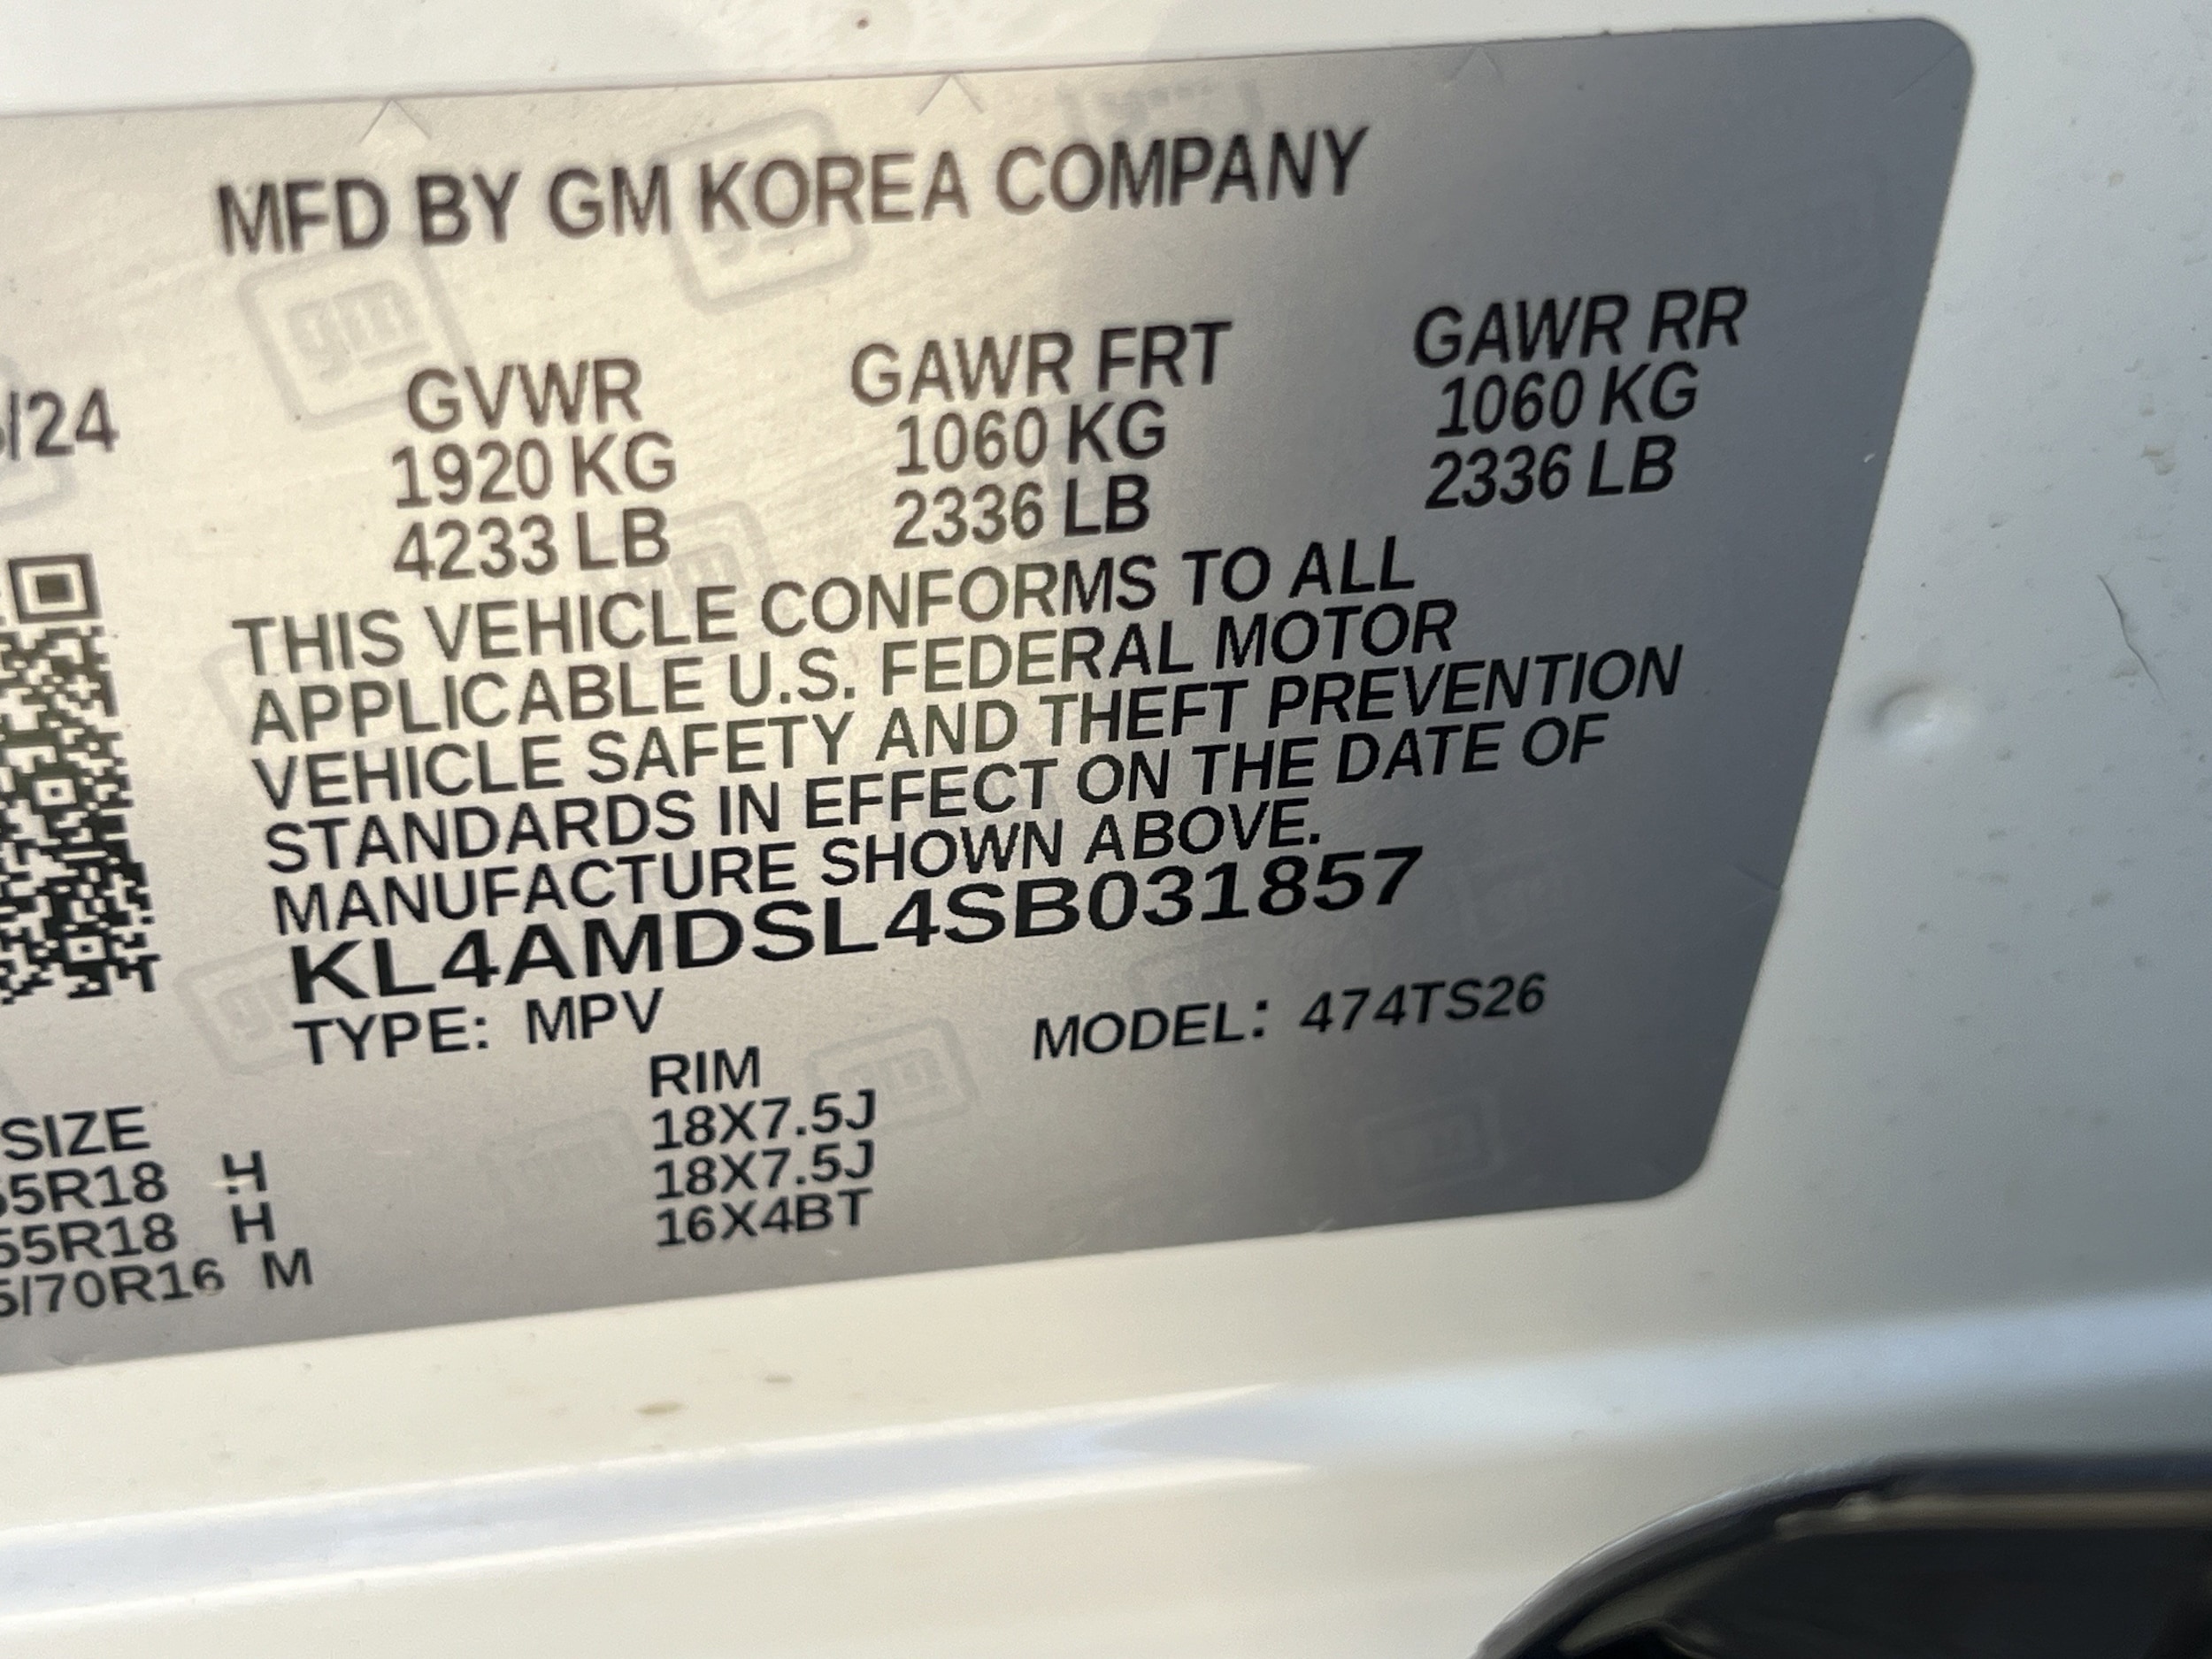 MFD BY GM KOREA COMPANY
/24
GVWR GAWR FRT GAWR RR
1920 KG 1060 KG 1060 KG
4233 LB 2336 LB 2336 LB
THIS VEHICLE CONFORMS TO ALL
APPLICABLE U.S. FEDERAL MOTOR
VEHICLE SAFETY AND THEFT PREVENTION
STANDARDS IN EFFECT ON THE DATE OF
MANUFACTURE SHOWN ABOVE.
KL4AMDSL4SB031857
TYPE: MPV MODEL: 474TS26
SIZE RIM
55R18 H 18X7.5J
55R18 H 18X7.5J
5/70R16 M 16X4BT